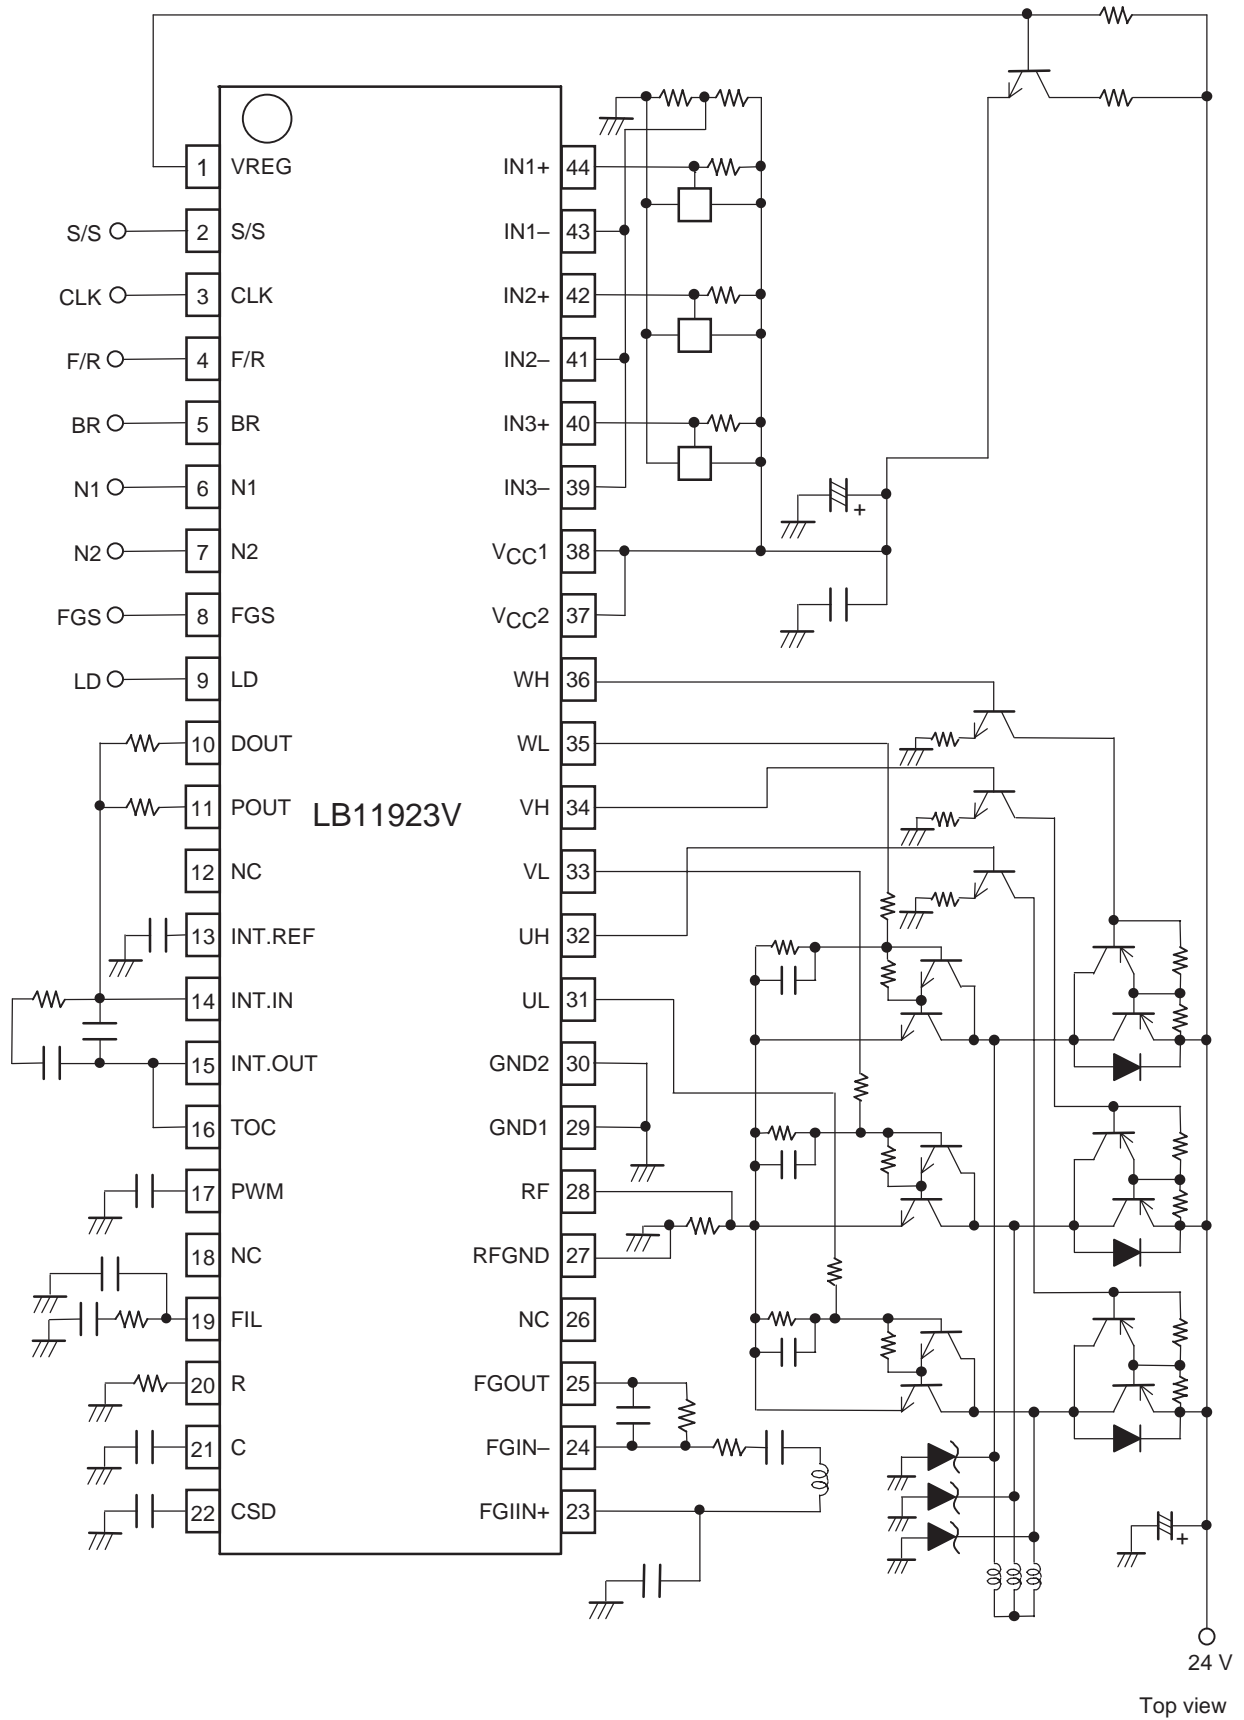 1 VREG IN1+ 44
S/S 2 S/S IN1– 43
CLK 3 CLK IN2+ 42
F/R 4 F/R IN2– 41
BR 5 BR IN3+ 40
N1 6 N1 IN3– 39
+
N2 7 N2 VCC1 38
FGS 8 FGS VCC2 37
LD 9 LD WH 36
10 DOUT WL 35
11 POUT VH 34
LB11923V
12 NC VL 33
13 INT.REF UH 32
14 INT.IN UL 31
15 INT.OUT GND2 30
16 TOC GND1 29
17 PWM RF 28
18 NC RFGND 27
19 FIL NC 26
20 R FGOUT 25
21 C FGIN– 24
22 CSD FGIIN+ 23
+
24 V
Top view